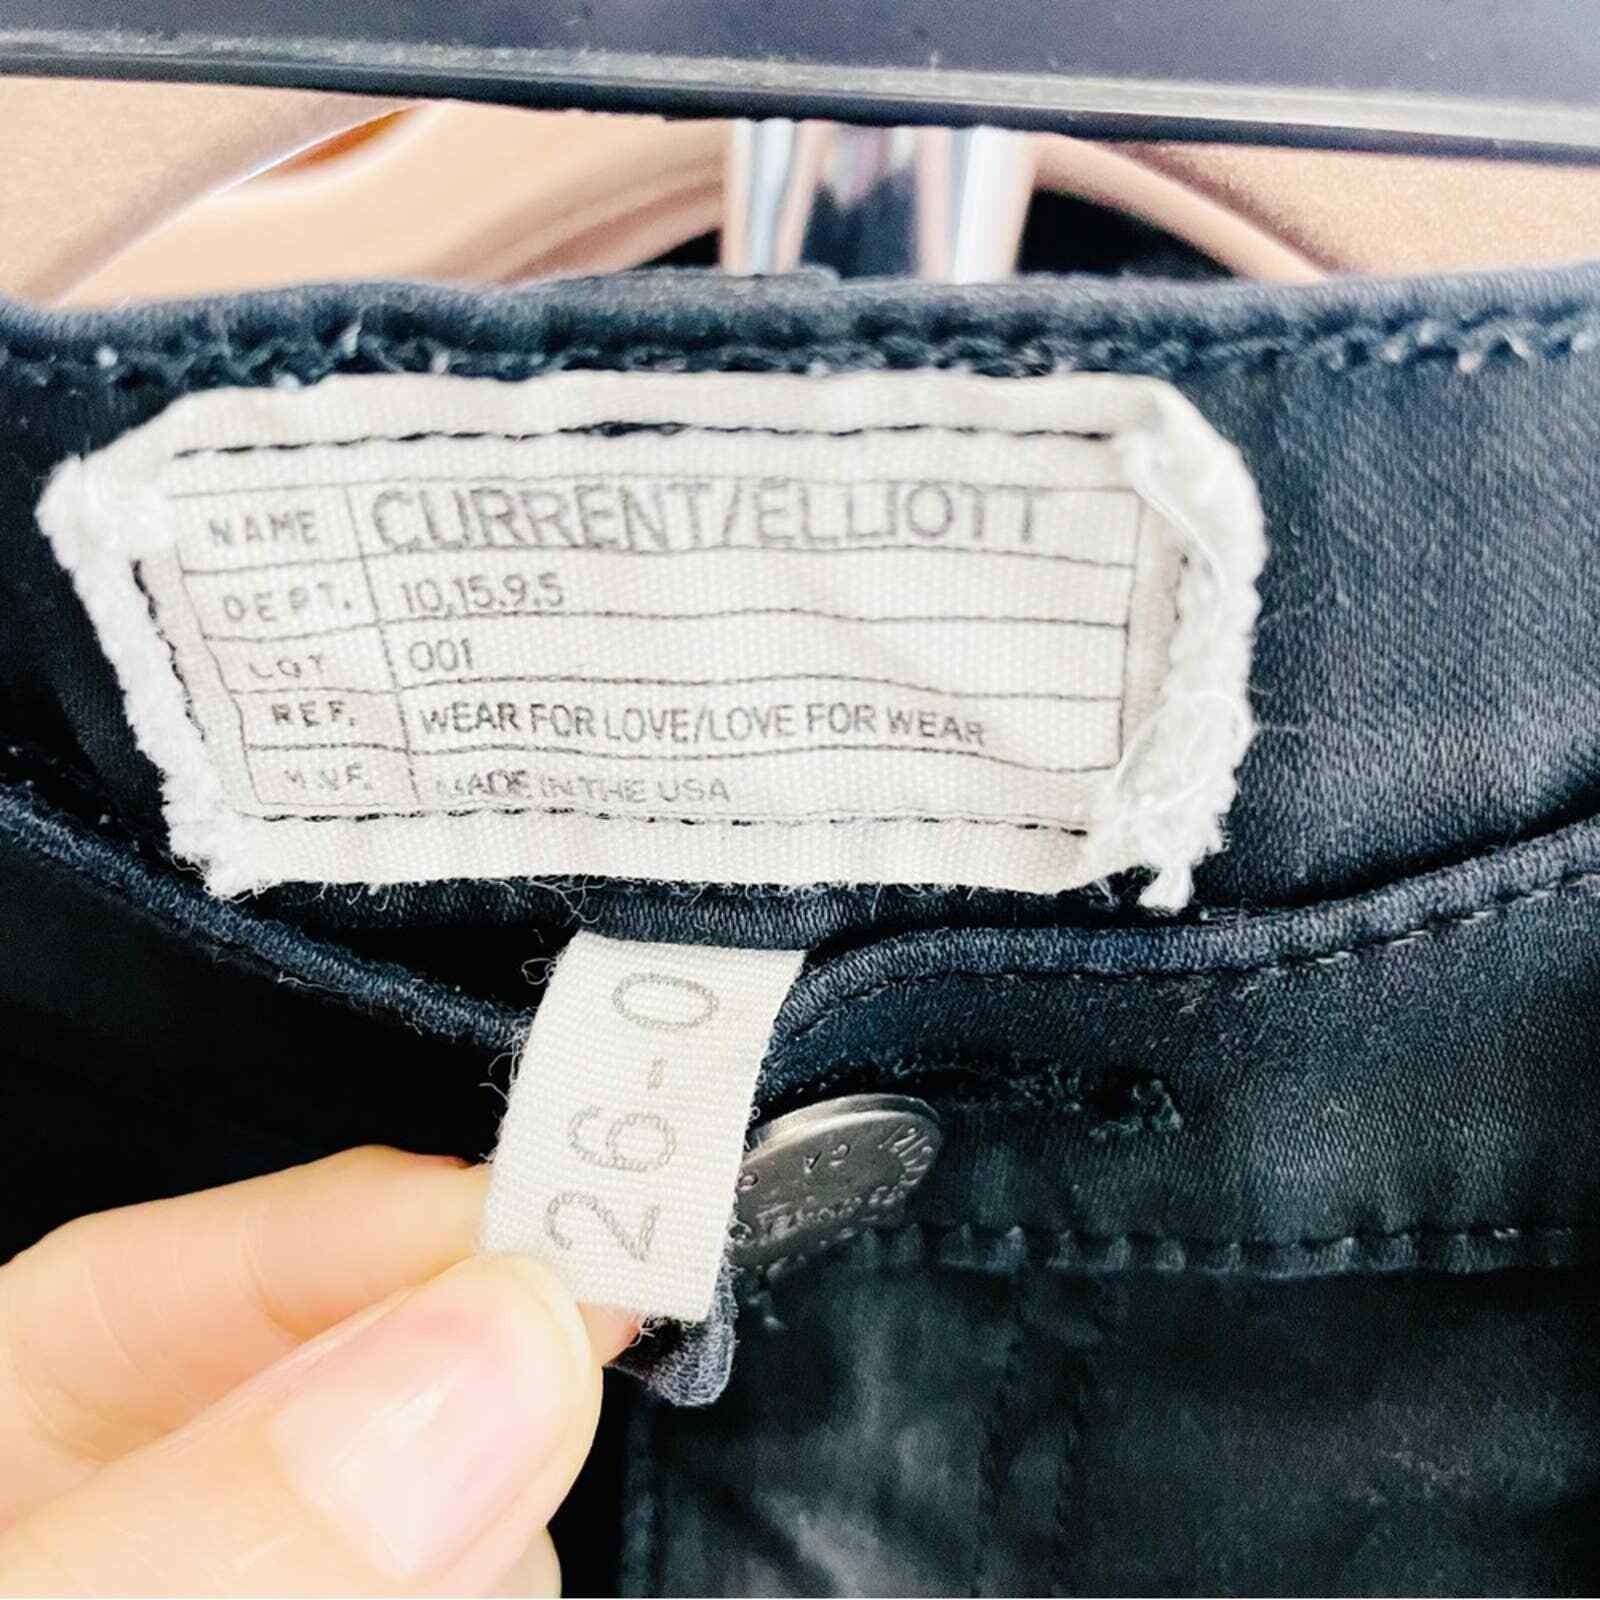 NAME CURRENT/ELLIOTT
DEPT. 10,15,9,5
LOT 001
REF. WEAR FOR LOVE/LOVE FOR WEAR
M.N.F. MADE IN THE USA
26-0